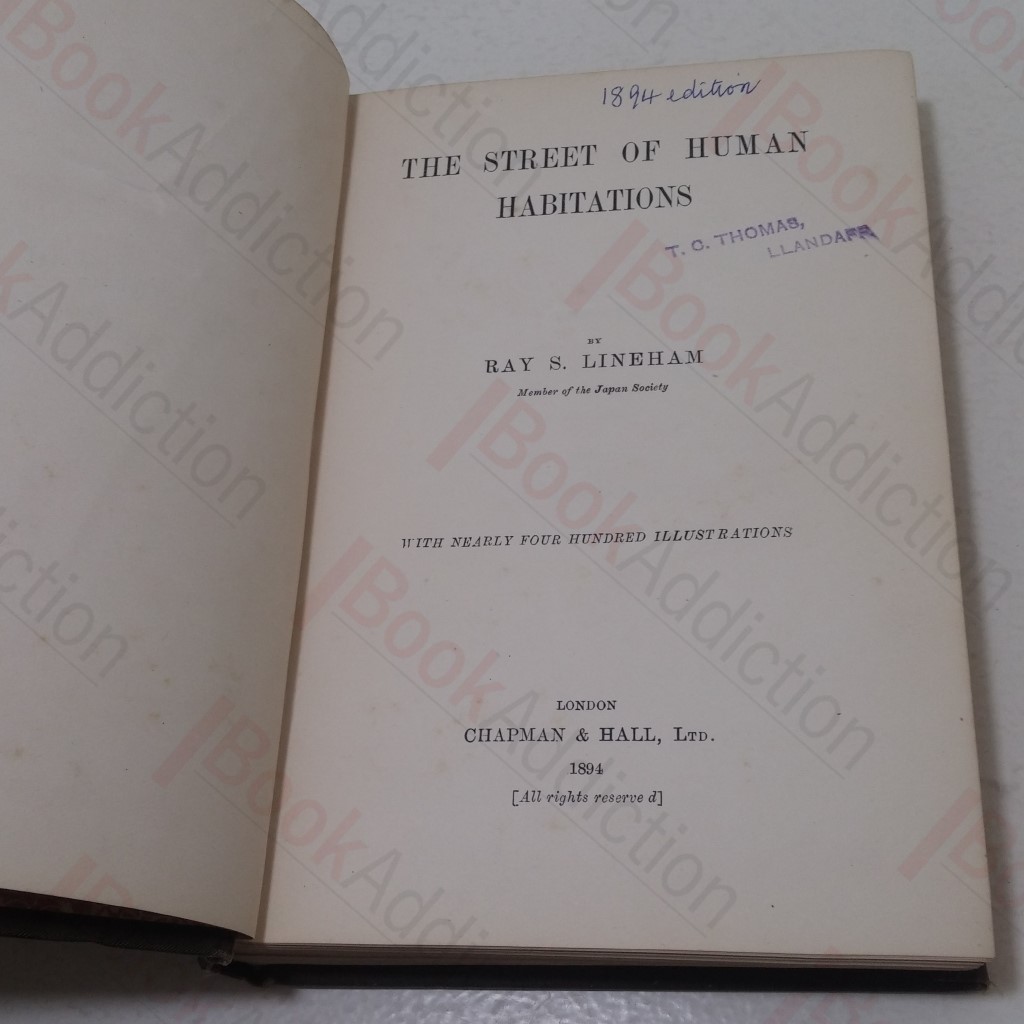 1894 edition
THE STREET OF HUMAN
HABITATIONS
T. C. THOMAS,
LLANDAFF
BY
RAY S. LINEHAM
Member of the Japan Society
WITH NEARLY FOUR HUNDRED ILLUSTRATIONS
LONDON
CHAPMAN & HALL, LTD.
1894
[All rights reserve d]
BookAddiction